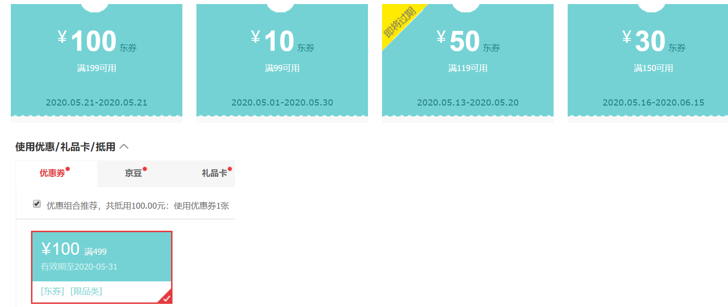 ¥100 东券
满199可用
2020.05.21-2020.05.21
¥10 东券
满99可用
2020.05.01-2020.05.30
即将过期
¥50 东券
满119可用
2020.05.13-2020.05.20
¥30 东券
满150可用
2020.05.16-2020.06.15
使用优惠/礼品卡/抵用
优惠券 京豆 礼品卡
优惠组合推荐，共抵用100.00元：使用优惠券1张
¥100 满499
有效期至2020-05-31
[东券] [限品类]